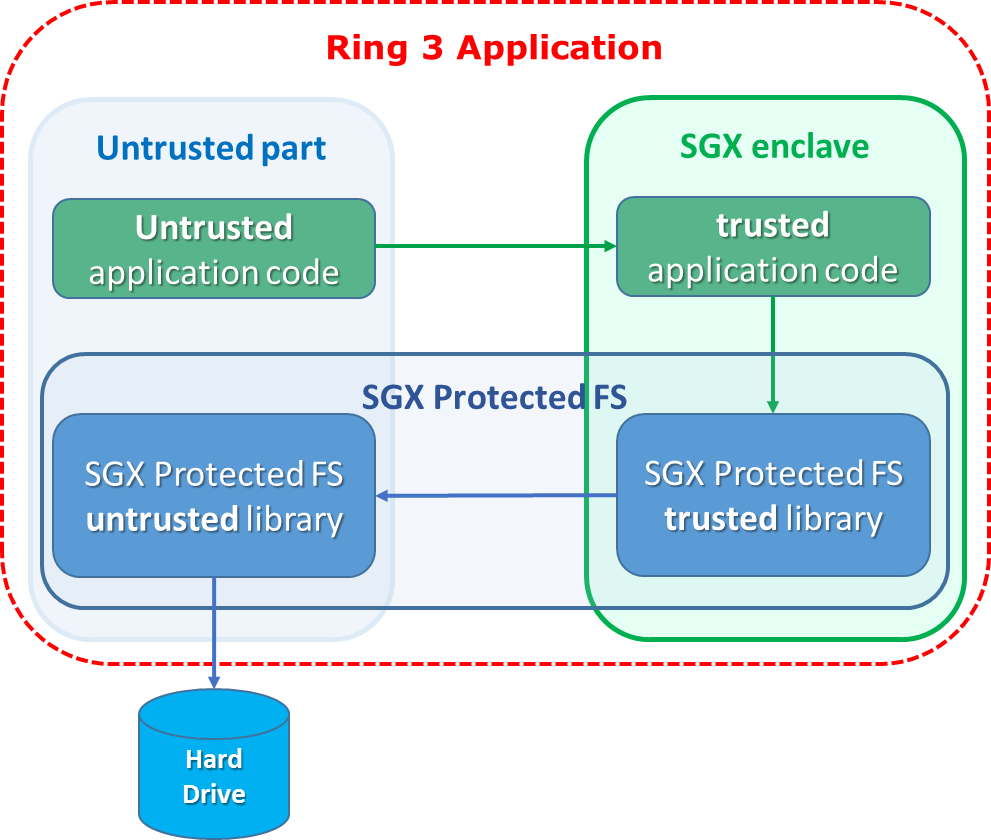 Ring 3 Application
Untrusted part
SGX enclave
Untrusted
application code
trusted
application code
SGX Protected FS
SGX Protected FS
untrusted library
SGX Protected FS
trusted library
Hard
Drive